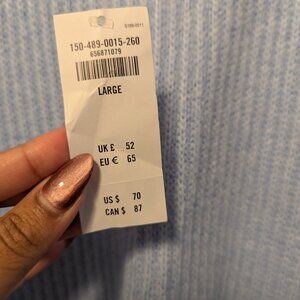 150-489-0015-260
656871079
LARGE
UK £ 52
EU € 65
US $ 70
CAN $ 87